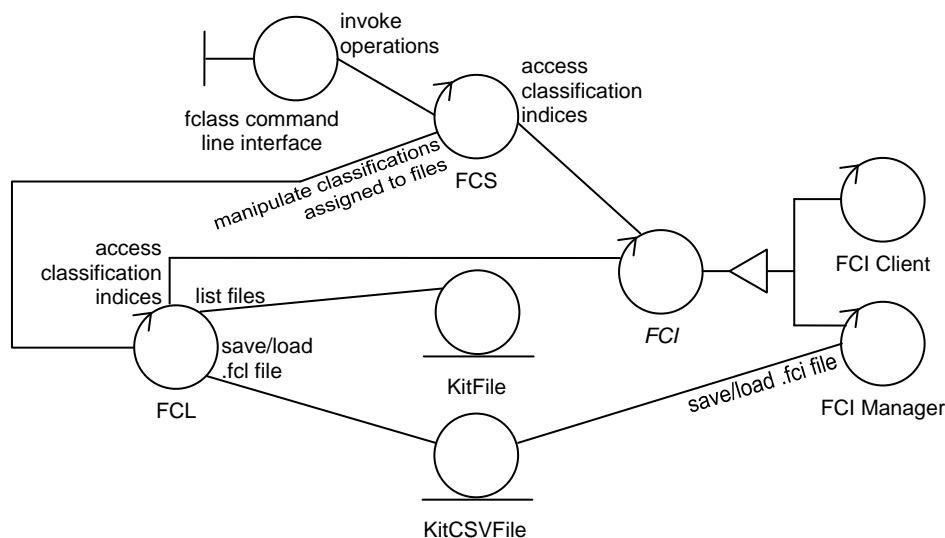 invoke
operations
fclass command
line interface
access
classification
indices
FCS
manipulate classifications
assigned to files
FCI Client
access
classification
indices
list files
FCI
save/load
.fcl file
FCL
KitFile
save/load .fci file
FCI Manager
KitCSVFile